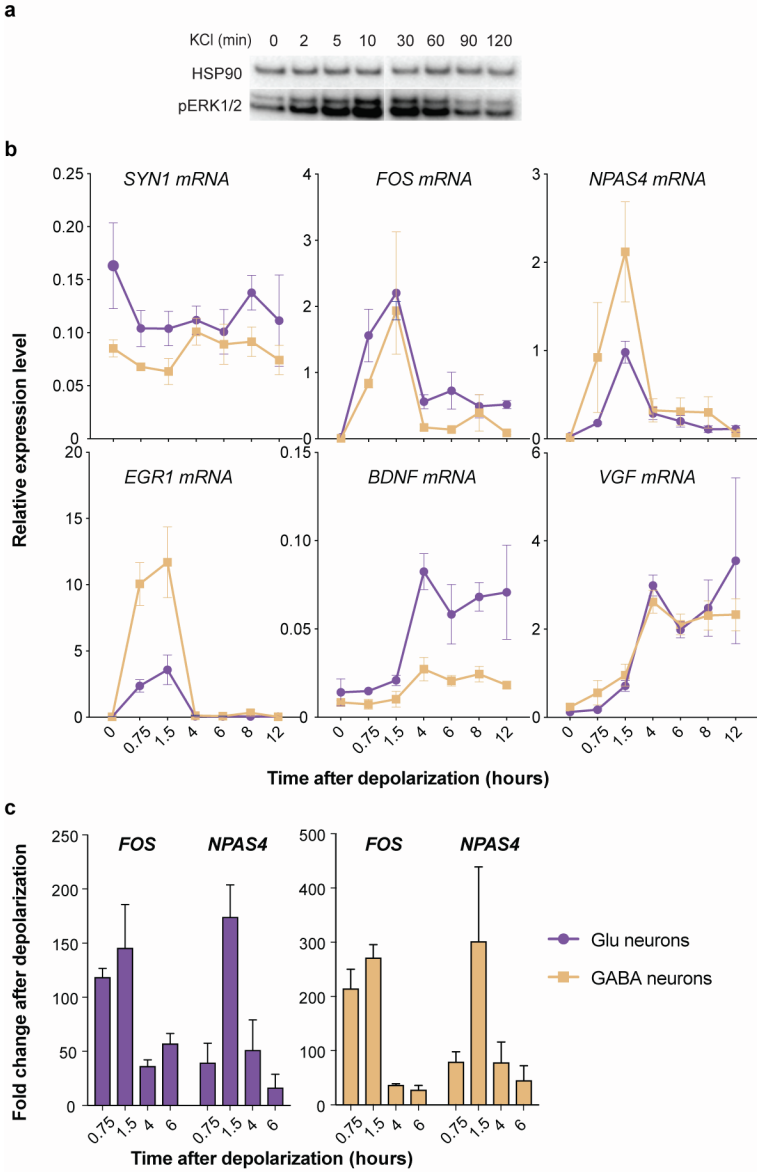 a
KCl (min) 0 2 5 10 30 60 90 120
HSP90
pERK1/2
b
Relative expression level
SYN1 mRNA
0.25
0.20
0.15
0.10
0.05
0
FOS mRNA
4
3
2
1
0
NPAS4 mRNA
3
2
1
0
EGR1 mRNA
20
15
10
5
0
0 0.75 1.5 4 6 8 12
BDNF mRNA
0.15
0.10
0.05
0
0 0.75 1.5 4 6 8 12
VGF mRNA
6
4
2
0
0 0.75 1.5 4 6 8 12
Time after depolarization (hours)
c
Fold change after depolarization
FOS NPAS4
250
200
150
100
50
0
0.75 1.5 4 6 0.75 1.5 4 6
FOS NPAS4
500
400
300
200
100
0
0.75 1.5 4 6 0.75 1.5 4 6
Glu neurons
GABA neurons
Time after depolarization (hours)